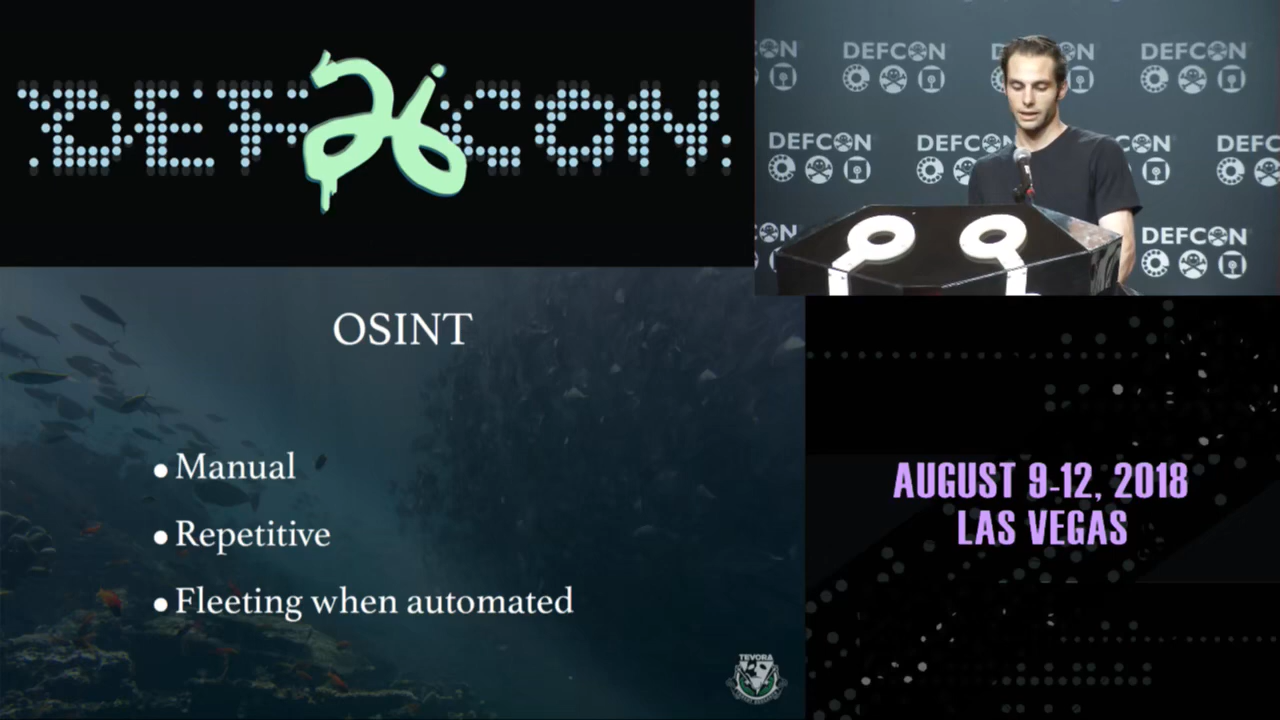 DEFCON
26
DEFCON
DEFCON
DEFCON
DEFCON
DEFCON
DEFCON
DEFCON
OSINT
• Manual
• Repetitive
• Fleeting when automated
TEVORA
AUGUST 9-12, 2018
LAS VEGAS